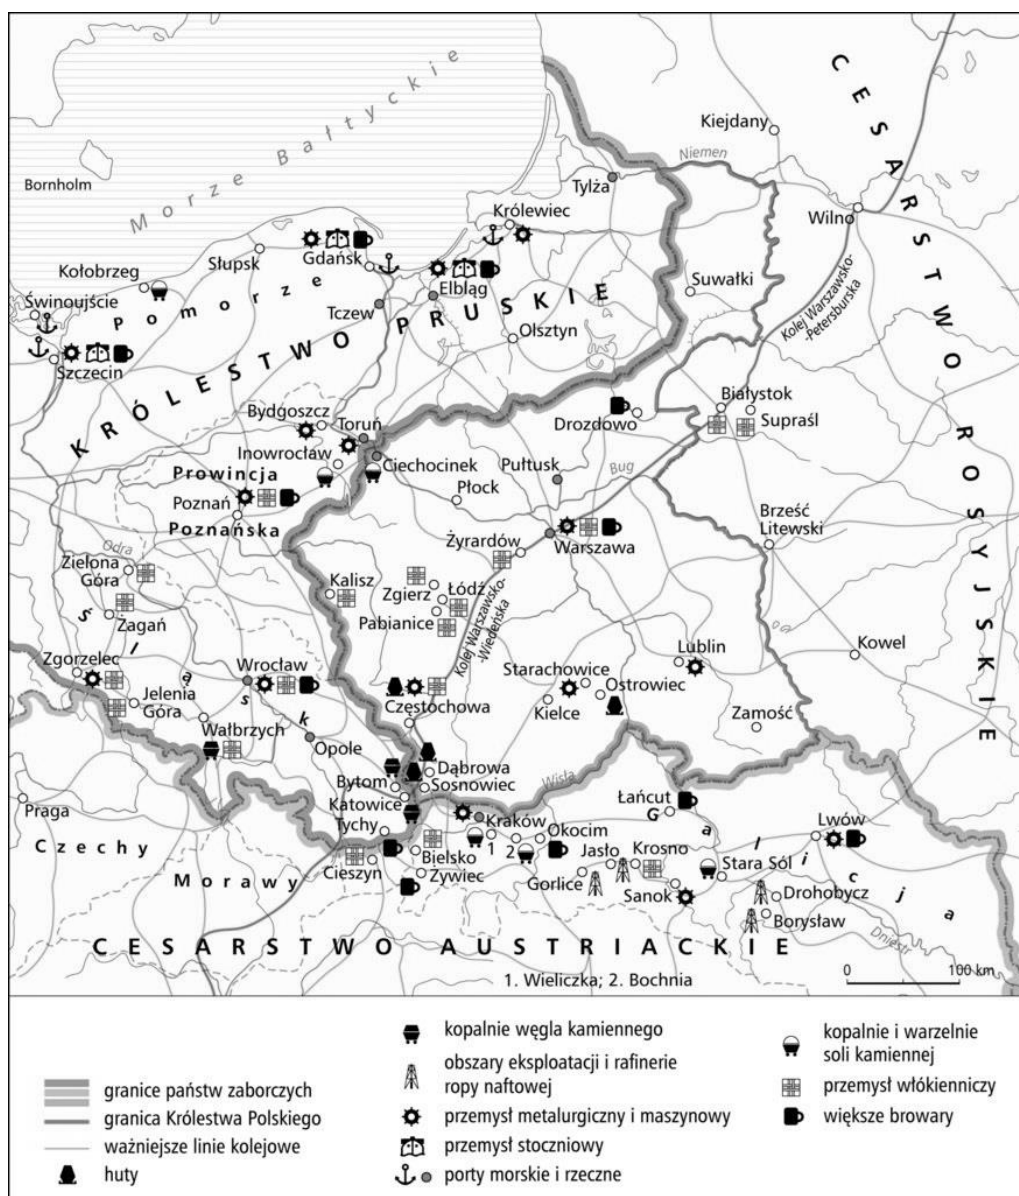 CESARSTWO ROSYJSKIE
Morze Bałtyckie
Bornholm
Kiejdany
Niemen
Tylża
Wilno
Królewiec
Gdańsk
Słupsk
Kołobrzeg
Pomorze
Świnoujście
Szczecin
Elbląg
Tczew
Olsztyn
Suwałki
Kolej Warszawsko-
-Petersburska
KRÓLESTWO PRUSKIE
Białystok
Supraśl
Drozdowo
Bydgoszcz
Toruń
Inowrocław
Ciechocinek
Pułtusk
Bug
Płock
Prowincja
Poznań
Poznańska
Brześć
Litewski
Żyrardów
Warszawa
Odra
Zielona
Góra
Kalisz
Zgierz
Łódź
Pabianice
Kolej Warszawsko-
-Wiedeńska
Żagań
Śląsk
Lublin
Kowel
Zgorzelec
Wrocław
Starachowice
Ostrowiec
Jelenia
Góra
Częstochowa
Kielce
Zamość
Wałbrzych
Opole
Dąbrowa
Bytom
Sosnowiec
Wisła
Katowice
Łańcut
Galicja
Praga
Tychy
Kraków
1
2
Okocim
Lwów
Czechy
Bielsko
Jasło
Krosno
Stara Sól
Cieszyn
Żywiec
Gorlice
Morawy
Sanok
Drohobycz
Borysław
Dniestr
CESARSTWO AUSTRIACKIE
1. Wieliczka; 2. Bochnia
0 100 km
granice państw zaborczych
granica Królestwa Polskiego
ważniejsze linie kolejowe
huty
kopalnie węgla kamiennego
obszary eksploatacji i rafinerie
ropy naftowej
przemysł metalurgiczny i maszynowy
przemysł stoczniowy
porty morskie i rzeczne
kopalnie i warzelnie
soli kamiennej
przemysł włókienniczy
większe browary